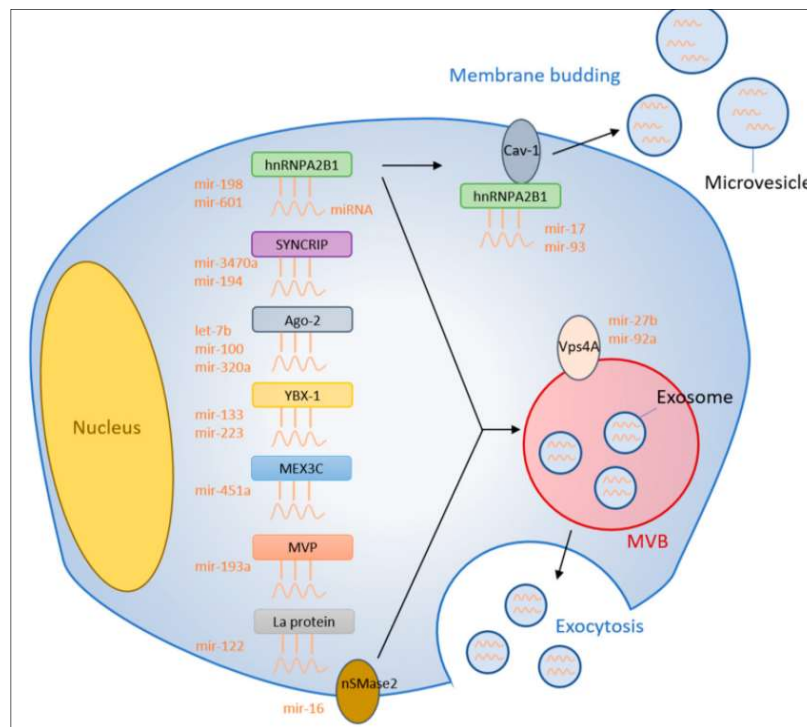 Membrane budding
Cav-1
Microvesicle
hnRNPA2B1
mir-198
mir-601
miRNA
hnRNPA2B1
mir-17
mir-93
SYNCRIP
mir-3470a
mir-194
Ago-2
let-7b
mir-100
mir-320a
mir-27b
mir-92a
Vps4A
YBX-1
mir-133
mir-223
Exosome
Nucleus
MEX3C
mir-451a
MVP
mir-193a
MVB
La protein
mir-122
Exocytosis
nSMase2
mir-16